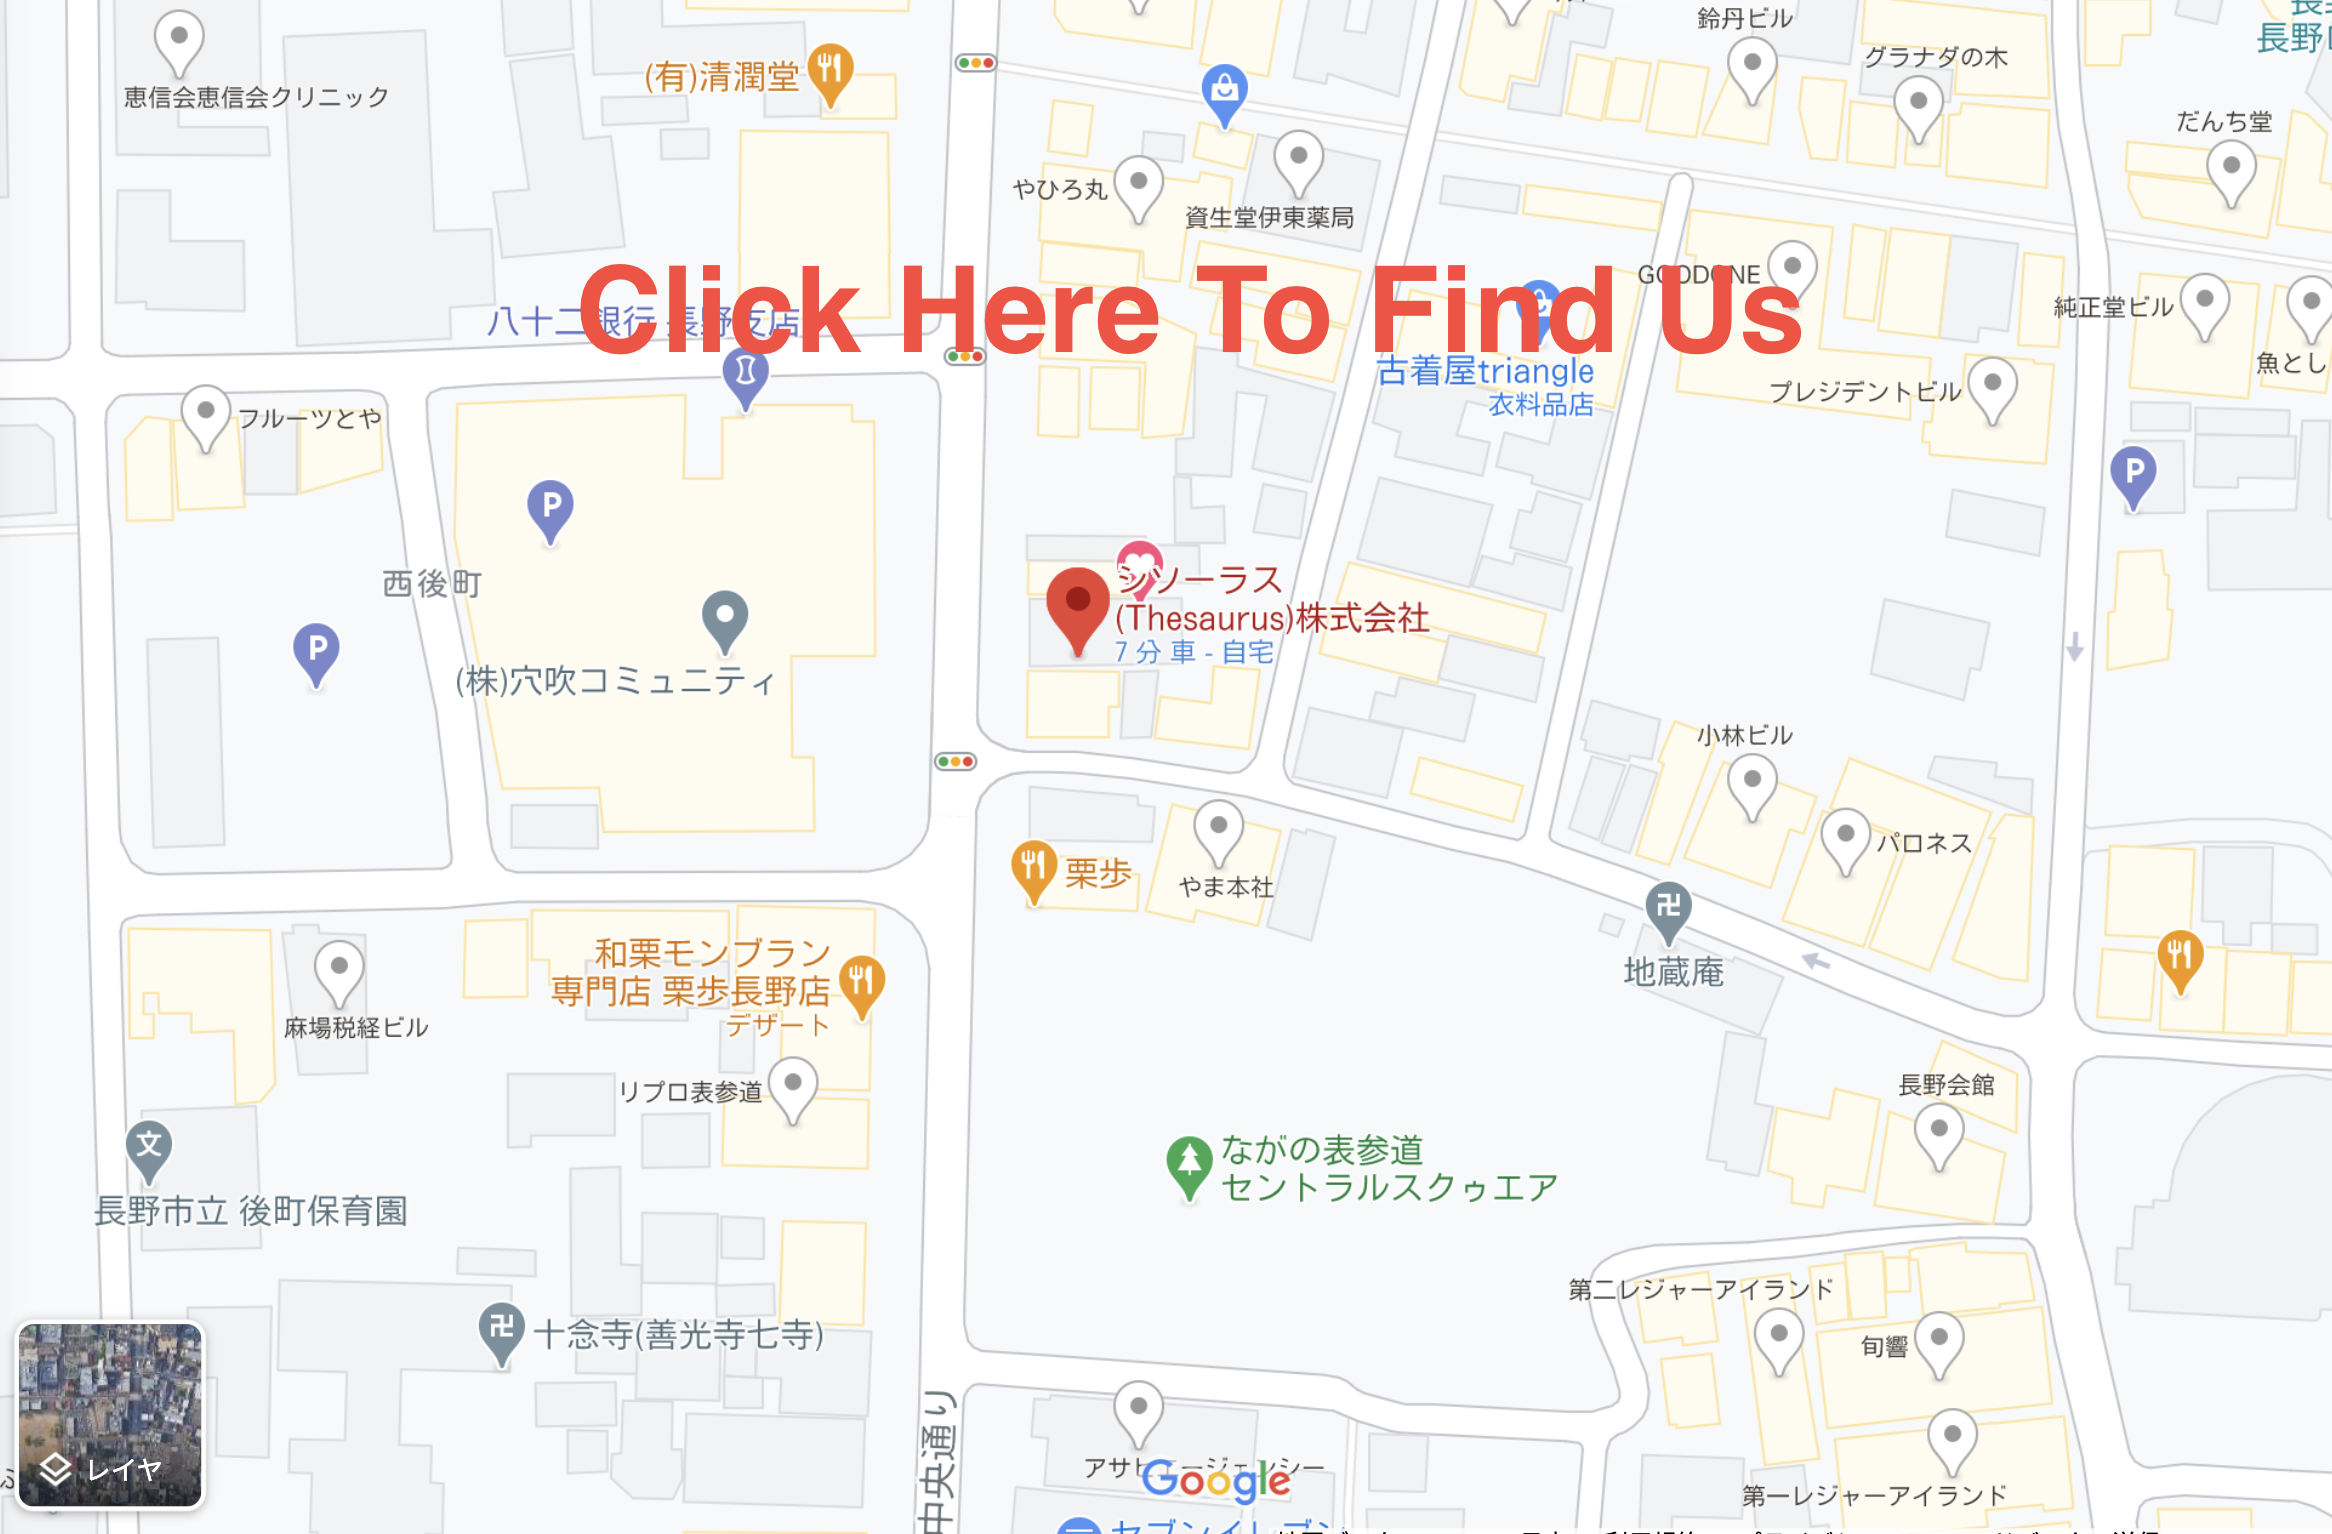 鈴丹ビル
グラナダの木
(有)清潤堂
恵信会恵信会クリニック
だんち堂
やひろ丸
資生堂伊東薬局
Click Here To Find Us
GOODONE
八十二銀行 長野支店
純正堂ビル
魚とし
古着屋triangle
衣料品店
プレジデントビル
フルーツとや
P
P
西後町
シソーラス
(Thesaurus)株式会社
7 分 車 - 自宅
P
(株)穴吹コミュニティ
小林ビル
パロネス
栗歩
やま本社
卍
地蔵庵
和栗モンブラン
専門店 栗歩長野店
デザート
麻場税経ビル
リプロ表参道
長野会館
文
長野市立 後町保育園
ながの表参道
セントラルスクゥエア
第二レジャーアイランド
卍
十念寺(善光寺七寺)
旬響
中央通り
レイヤ
Google
第一レジャーアイランド